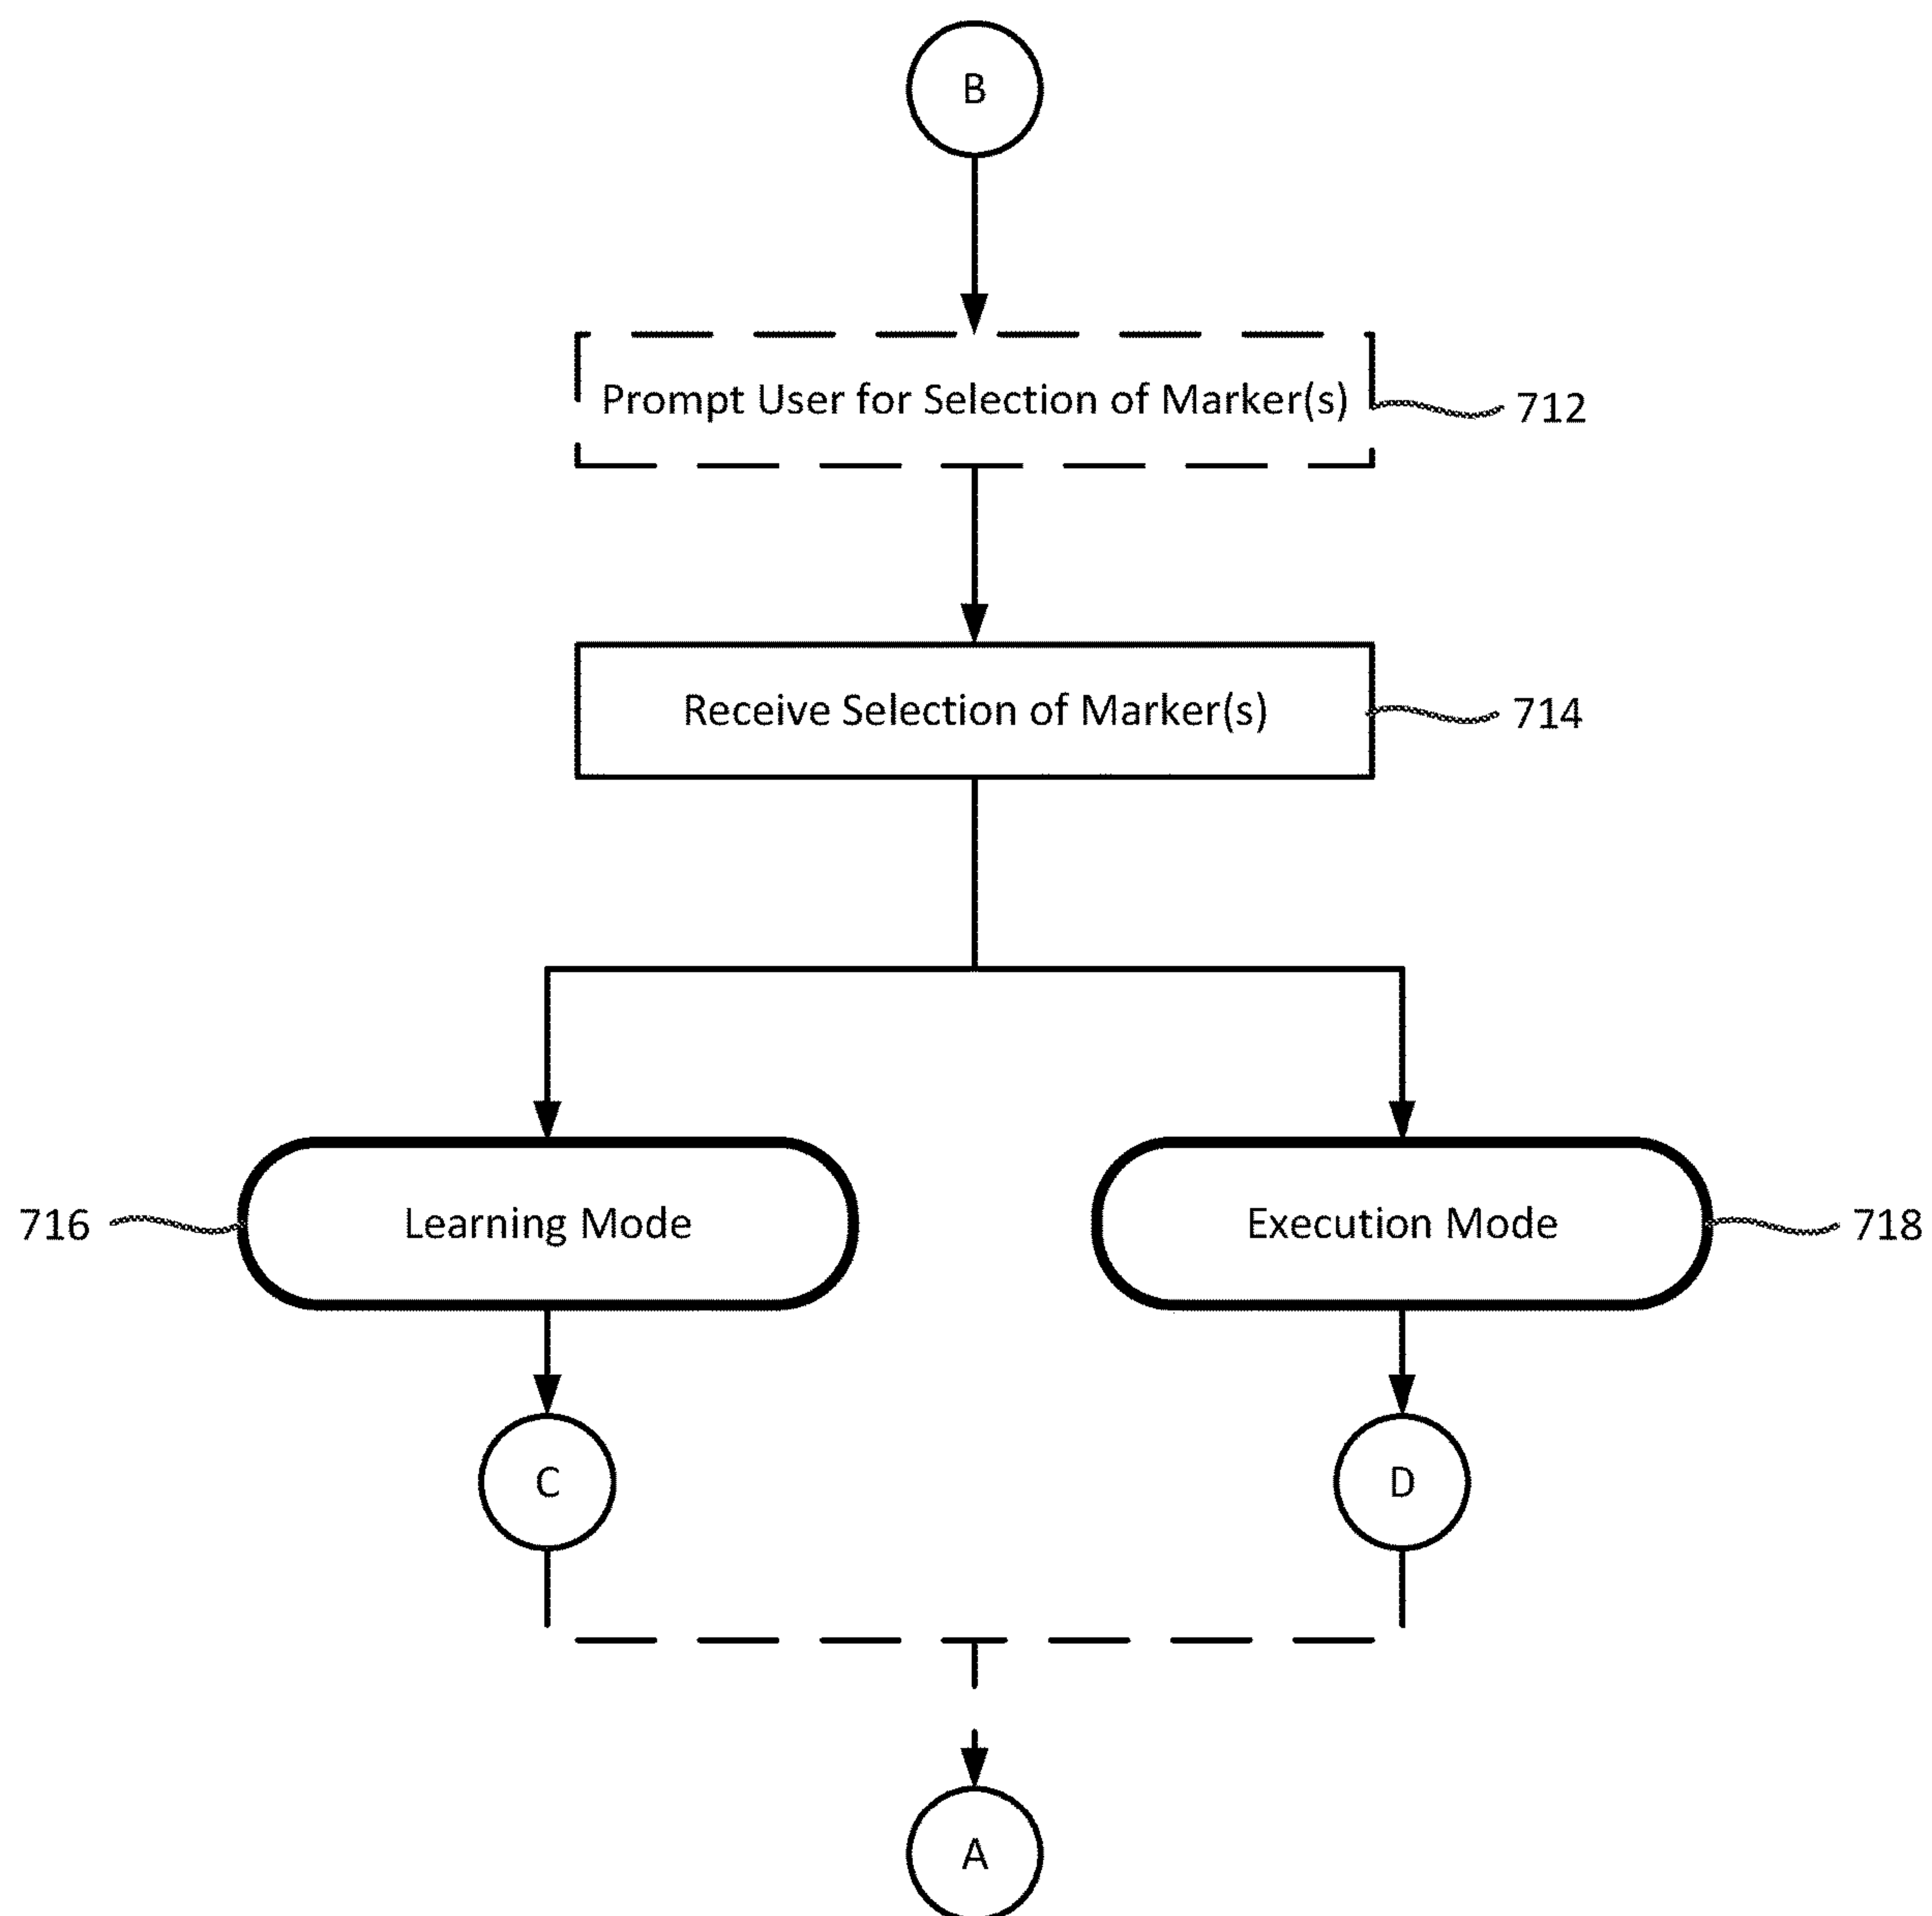 B
Prompt User for Selection of Marker(s)
712
Receive Selection of Marker(s)
714
716
Learning Mode
Execution Mode
718
C
D
A